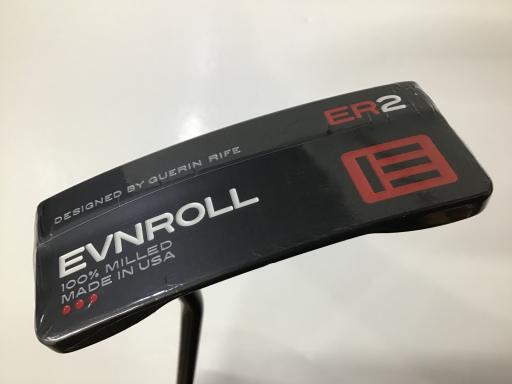 ER2
DESIGNED BY GUERIN RIFE
EVNROLL
100% MILLED
MADE IN USA